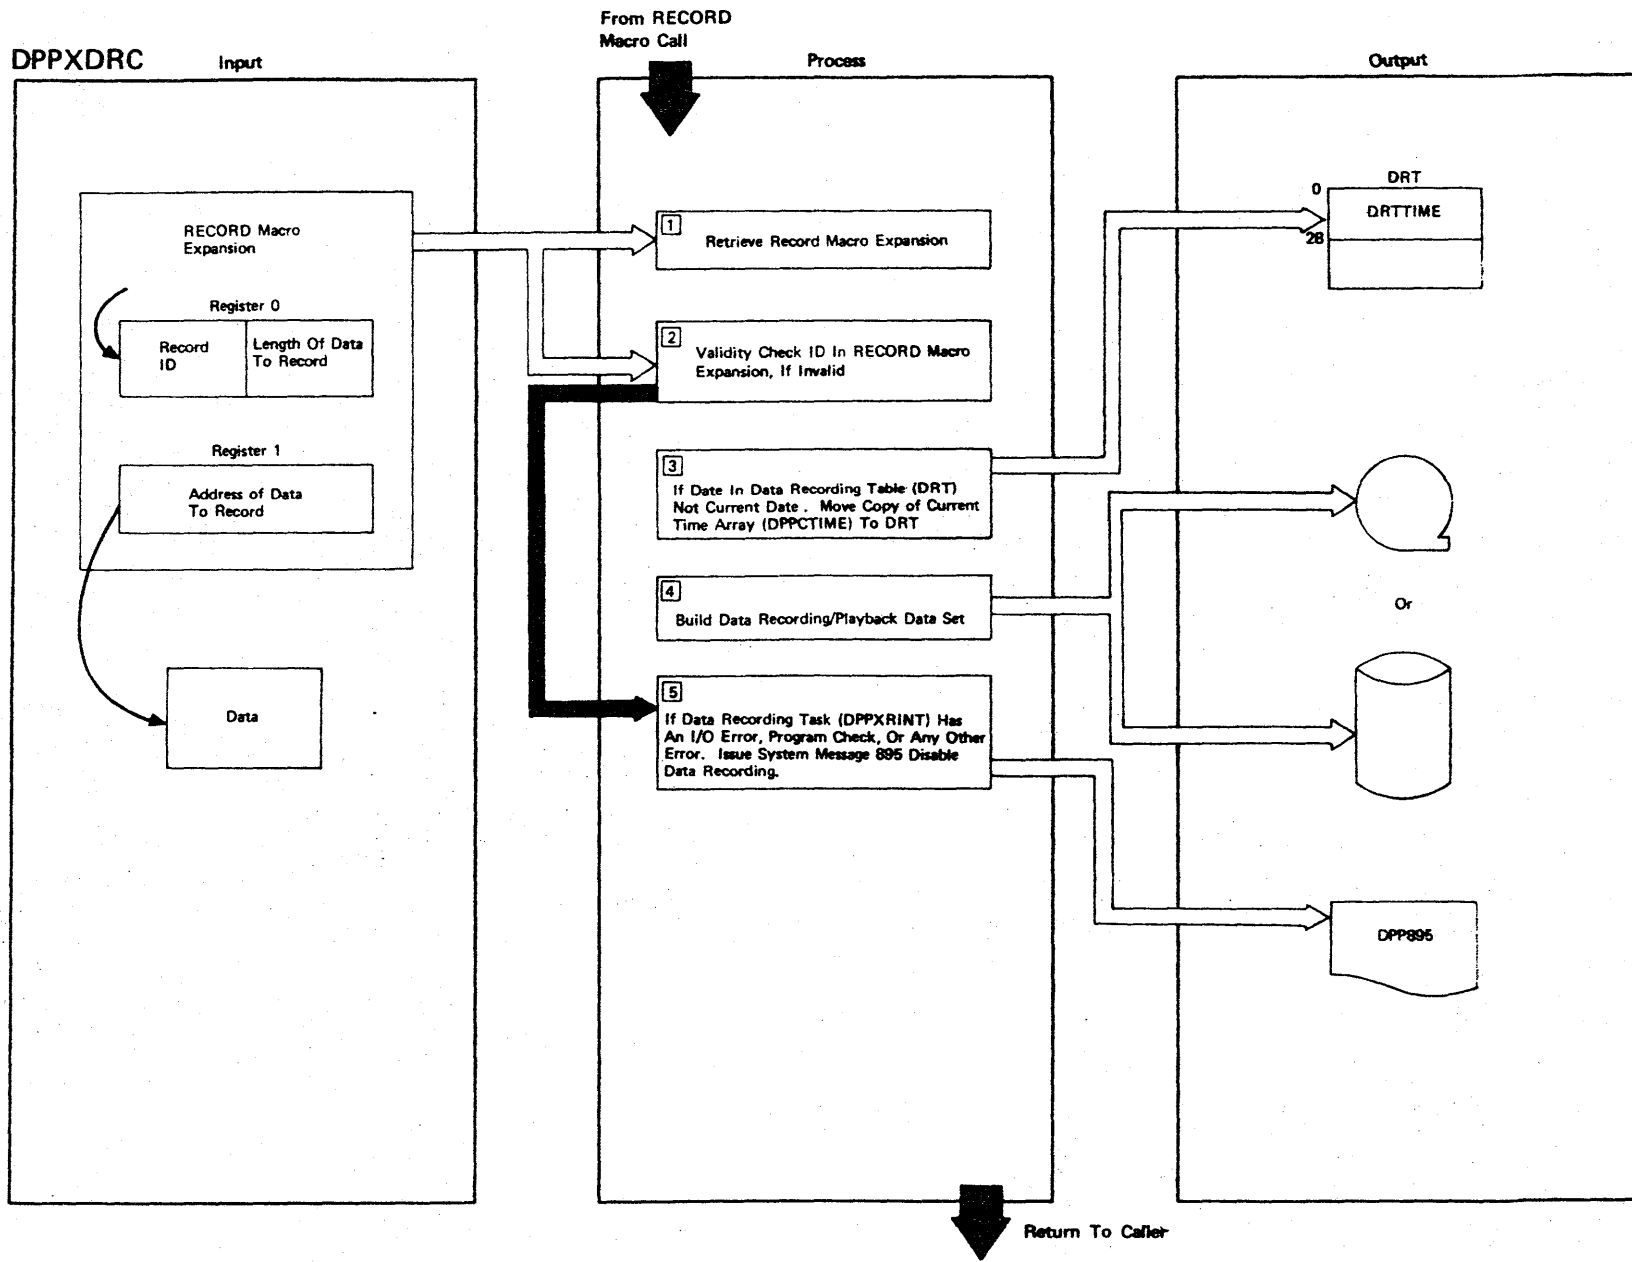 From RECORD
Macro Call
DPPXDRC
Input
Process
Output
RECORD Macro
Expansion
Register 0
Record
ID
Length Of Data
To Record
Register 1
Address of Data
To Record
Data
1
Retrieve Record Macro Expansion
2
Validity Check ID In RECORD Macro
Expansion, If Invalid
3
If Date In Data Recording Table (DRT)
Not Current Date . Move Copy of Current
Time Array (DPPCTIME) To DRT
4
Build Data Recording/Playback Data Set
5
If Data Recording Task (DPPXRINT) Has
An I/O Error, Program Check, Or Any Other
Error. Issue System Message 895 Disable
Data Recording.
DRT
0
DRTTIME
28
Or
DPP895
Return To Caller